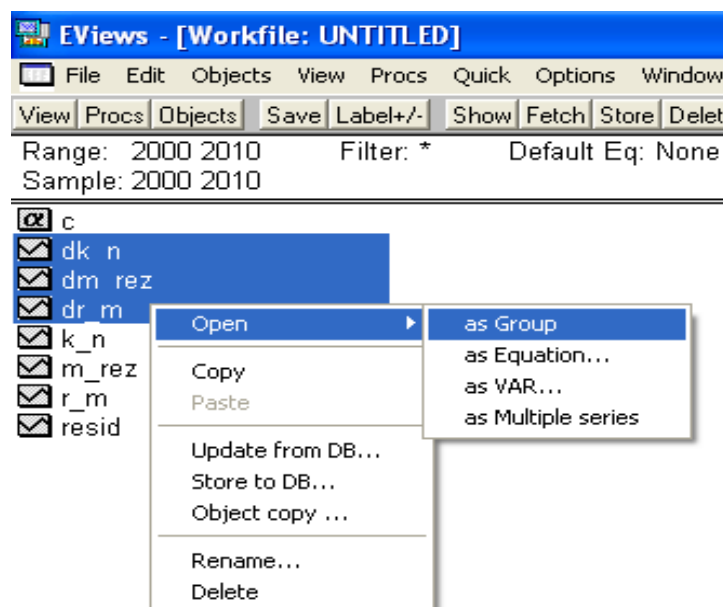 EViews - [Workfile: UNTITLED]
File Edit Objects View Procs Quick Options Window
View Procs Objects Save Label+/- Show Fetch Store Delet
Range: 2000 2010 Filter: * Default Eq: None
Sample: 2000 2010
c
dk_n
dm_rez
dr_m
k_n
m_rez
r_m
resid
Open
Copy
Paste
Update from DB...
Store to DB...
Object copy ...
Rename...
Delete
as Group
as Equation...
as VAR...
as Multiple series